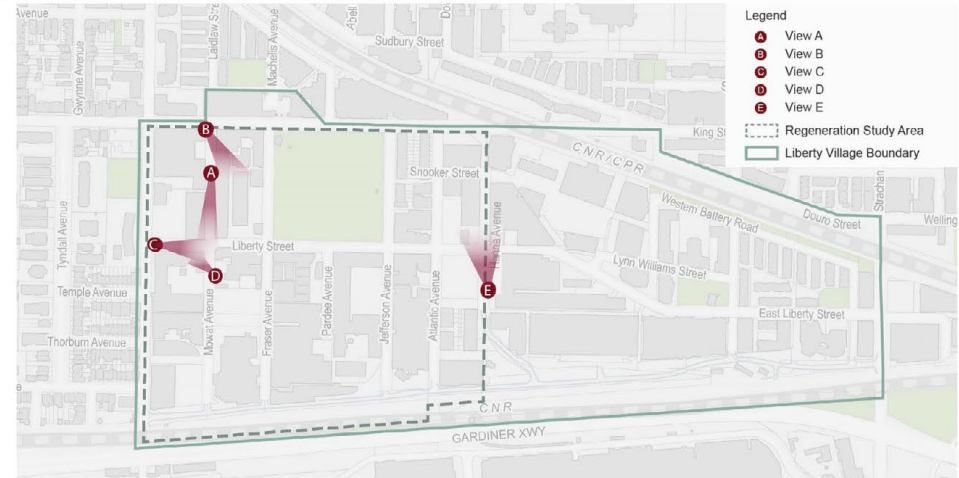 Legend
A View A
B View B
C View C
D View D
E View E
Regeneration Study Area
Liberty Village Boundary
Avenue
Gwynne Avenue
Laidlaw Street
Machells Avenue
Abell
Sudbury Street
King St
CNR/CPR
B
A
Snooker Street
Western Battery Road
Douro Street
Strachan
Welling
Tyndall Avenue
C
Liberty Street
Hanna Avenue
Lynn Williams Street
D
E
Temple Avenue
East Liberty Street
Thorburn Avenue
Mowat Avenue
Fraser Avenue
Pardee Avenue
Jefferson Avenue
Atlantic Avenue
CNR
GARDINER XWY